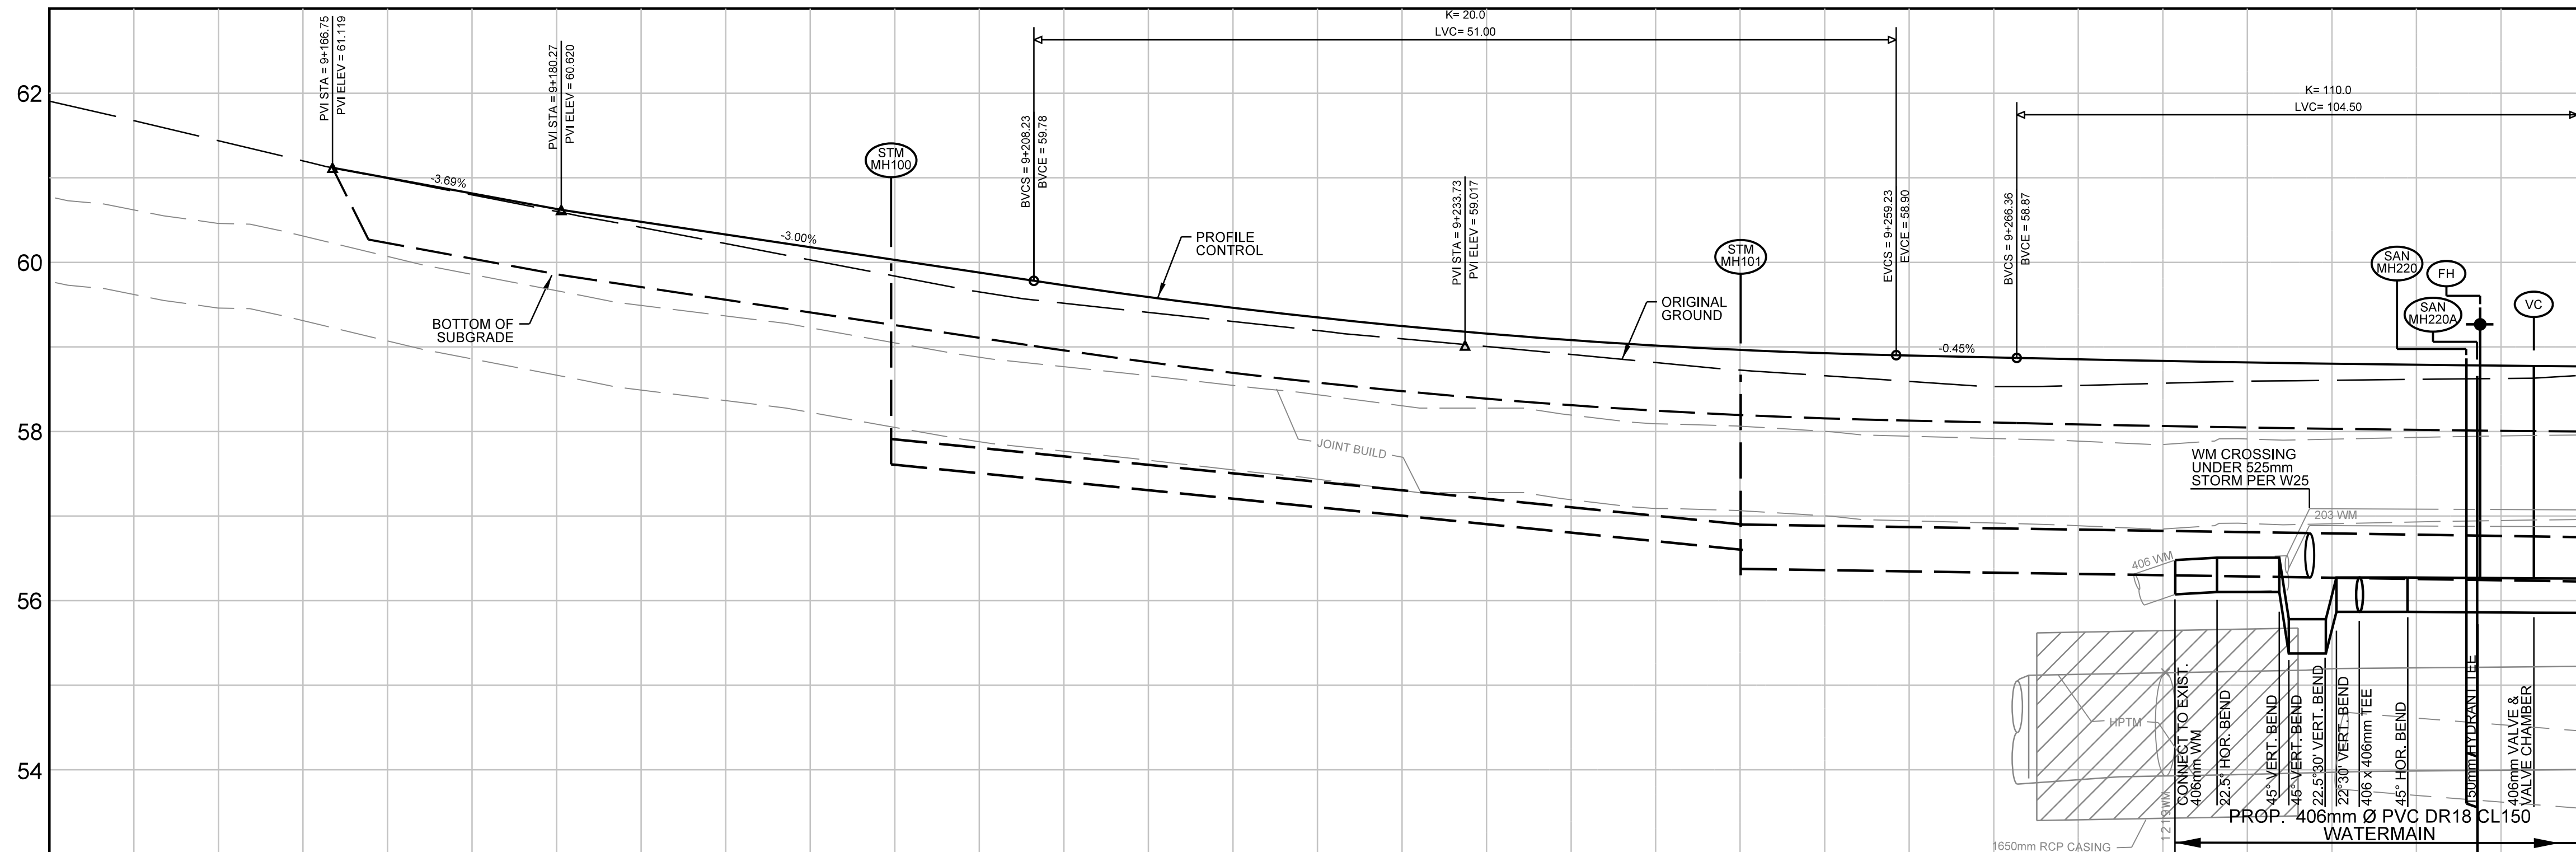 K= 20.0
LVC= 51.00
K= 110.0
LVC= 104.50
PVI STA = 9+166.75
PVI ELEV = 61.119
PVI STA = 9+180.27
PVI ELEV = 60.620
BVCS = 9+208.23
BVCE = 59.78
PVI STA = 9+233.73
PVI ELEV = 59.017
EVCS = 9+259.23
EVCE = 58.90
BVCS = 9+266.36
BVCE = 58.87
62
60
58
56
54
-3.69%
-3.00%
-0.45%
STM
MH100
STM
MH101
SAN
MH220
FH
SAN
MH220A
VC
PROFILE
CONTROL
ORIGINAL
GROUND
BOTTOM OF
SUBGRADE
JOINT BUILD
WM CROSSING
UNDER 525mm
STORM PER W25
203 WM
406 WM
HPTM
1219 WM
1650mm RCP CASING
CONNECT TO EXIST.
406mm WM
22.5° HOR. BEND
45° VERT. BEND
45° VERT. BEND
22.5°30' VERT. BEND
22°30' VERT. BEND
406 x 406mm TEE
45° HOR. BEND
150mm HYDRANT TEE
406mm VALVE &
VALVE CHAMBER
PROP. 406mm Ø PVC DR18 CL150
WATERMAIN